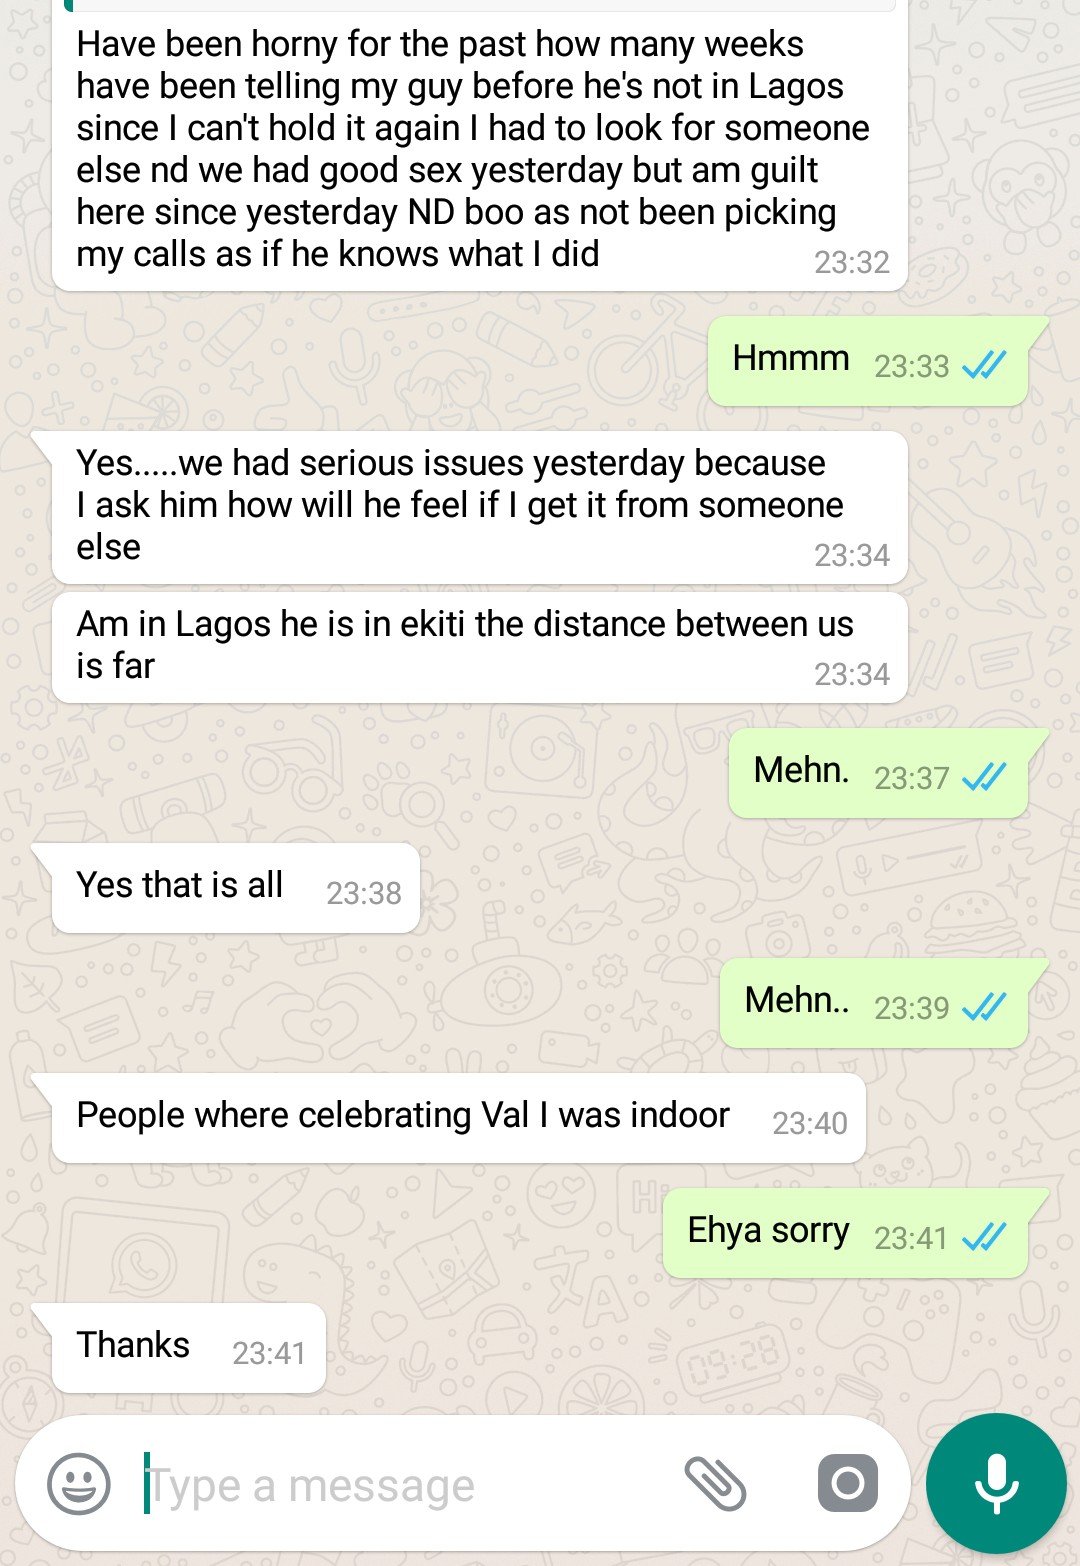 Have been horny for the past how many weeks
have been telling my guy before he's not in Lagos
since I can't hold it again I had to look for someone
else nd we had good sex yesterday but am guilt
here since yesterday ND boo as not been picking
my calls as if he knows what I did
23:32
Hmmm 23:33
Yes.....we had serious issues yesterday because
I ask him how will he feel if I get it from someone
else
23:34
Am in Lagos he is in ekiti the distance between us
is far
23:34
Mehn. 23:37
Yes that is all 23:38
Mehn.. 23:39
People where celebrating Val I was indoor 23:40
Ehya sorry 23:41
Thanks 23:41
Type a message